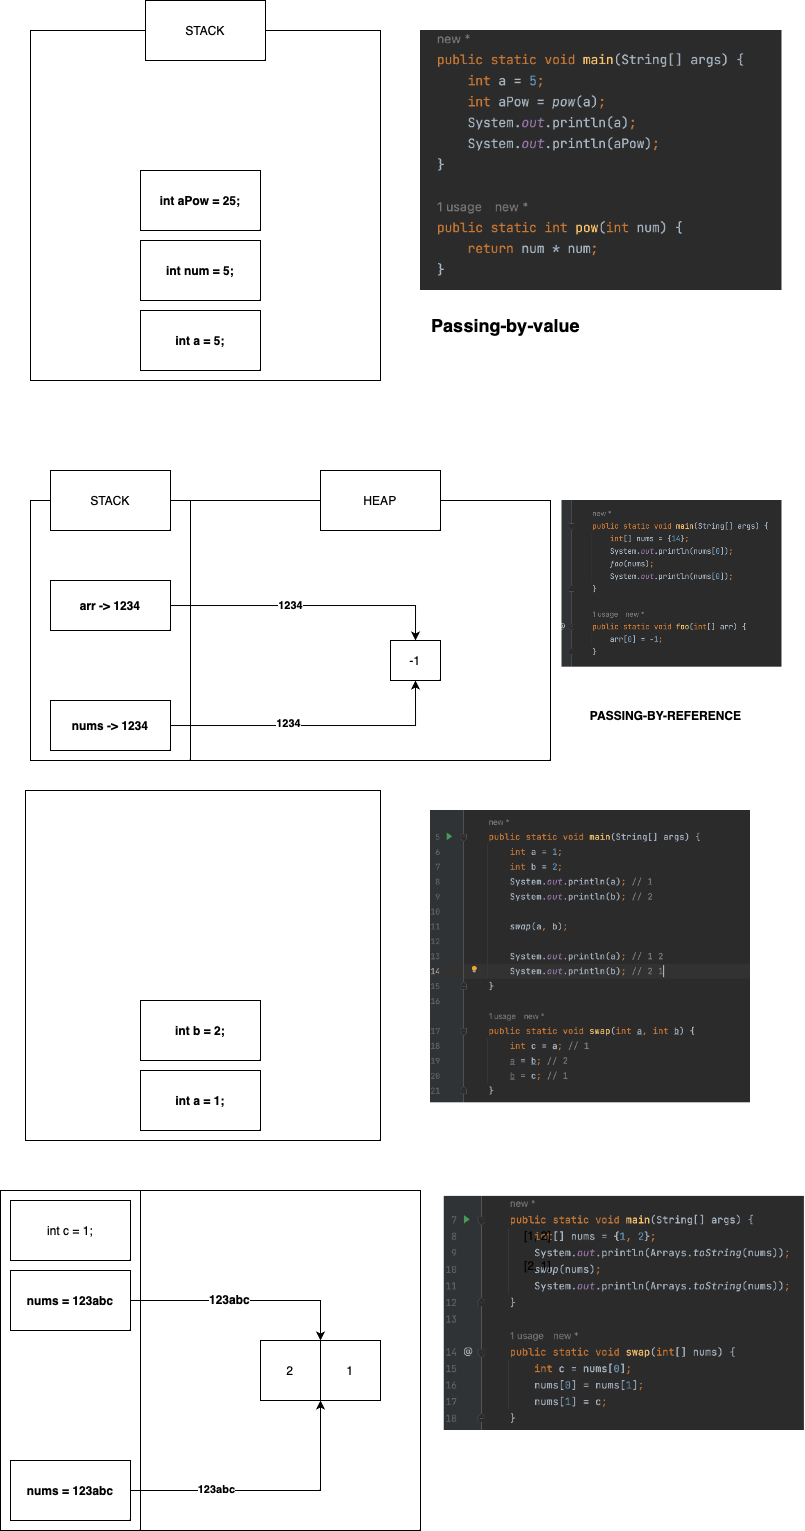 STACK
int aPow = 25;
int num = 5;
int a = 5;
new *
public static void main(String[] args) {
int a = 5;
int aPow = pow(a);
System.out.println(a);
System.out.println(aPow);
}
1 usage new *
public static int pow(int num) {
return num * num;
}
Passing-by-value
STACK
HEAP
arr -> 1234
1234
-1
nums -> 1234
1234
new *
public static void main(String[] args) {
int[] nums = {14};
System.out.println(nums[0]);
foo(nums);
System.out.println(nums[0]);
}
1 usage new *
public static void foo(int[] arr) {
arr[0] = -1;
}
PASSING-BY-REFERENCE
int b = 2;
int a = 1;
new *
5 public static void main(String[] args) {
6 int a = 1;
7 int b = 2;
8 System.out.println(a); // 1
9 System.out.println(b); // 2
10
11 swap(a, b);
12
13 System.out.println(a); // 1 2
14 System.out.println(b); // 2 1
15 }
16
1 usage new *
17 public static void swap(int a, int b) {
18 int c = a; // 1
19 a = b; // 2
20 b = c; // 1
21 }
int c = 1;
nums = 123abc
123abc
2 1
nums = 123abc
123abc
new *
7 public static void main(String[] args) {
8 int[] nums = {1, 2};
[1, 2]
9 System.out.println(Arrays.toString(nums));
10 swap(nums);
[2, 1]
11 System.out.println(Arrays.toString(nums));
12 }
13
1 usage new *
14 @ public static void swap(int[] nums) {
15 int c = nums[0];
16 nums[0] = nums[1];
17 nums[1] = c;
18 }